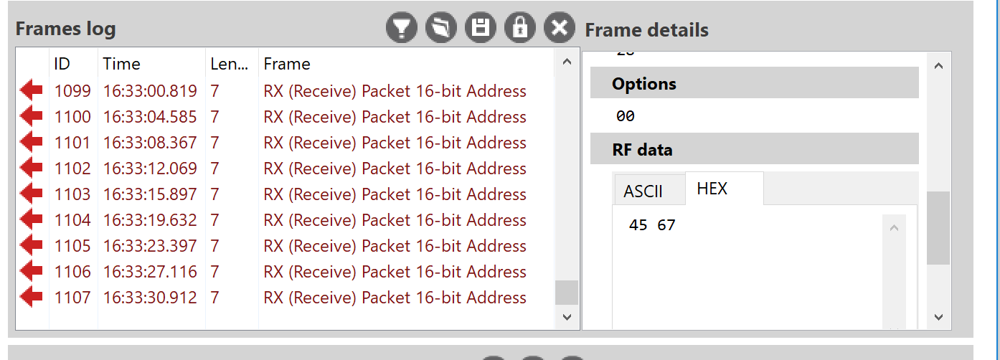 Frames log
ID Time Len... Frame
1099 16:33:00.819 7 RX (Receive) Packet 16-bit Address
1100 16:33:04.585 7 RX (Receive) Packet 16-bit Address
1101 16:33:08.367 7 RX (Receive) Packet 16-bit Address
1102 16:33:12.069 7 RX (Receive) Packet 16-bit Address
1103 16:33:15.897 7 RX (Receive) Packet 16-bit Address
1104 16:33:19.632 7 RX (Receive) Packet 16-bit Address
1105 16:33:23.397 7 RX (Receive) Packet 16-bit Address
1106 16:33:27.116 7 RX (Receive) Packet 16-bit Address
1107 16:33:30.912 7 RX (Receive) Packet 16-bit Address
Frame details
Options
00
RF data
ASCII HEX
45 67